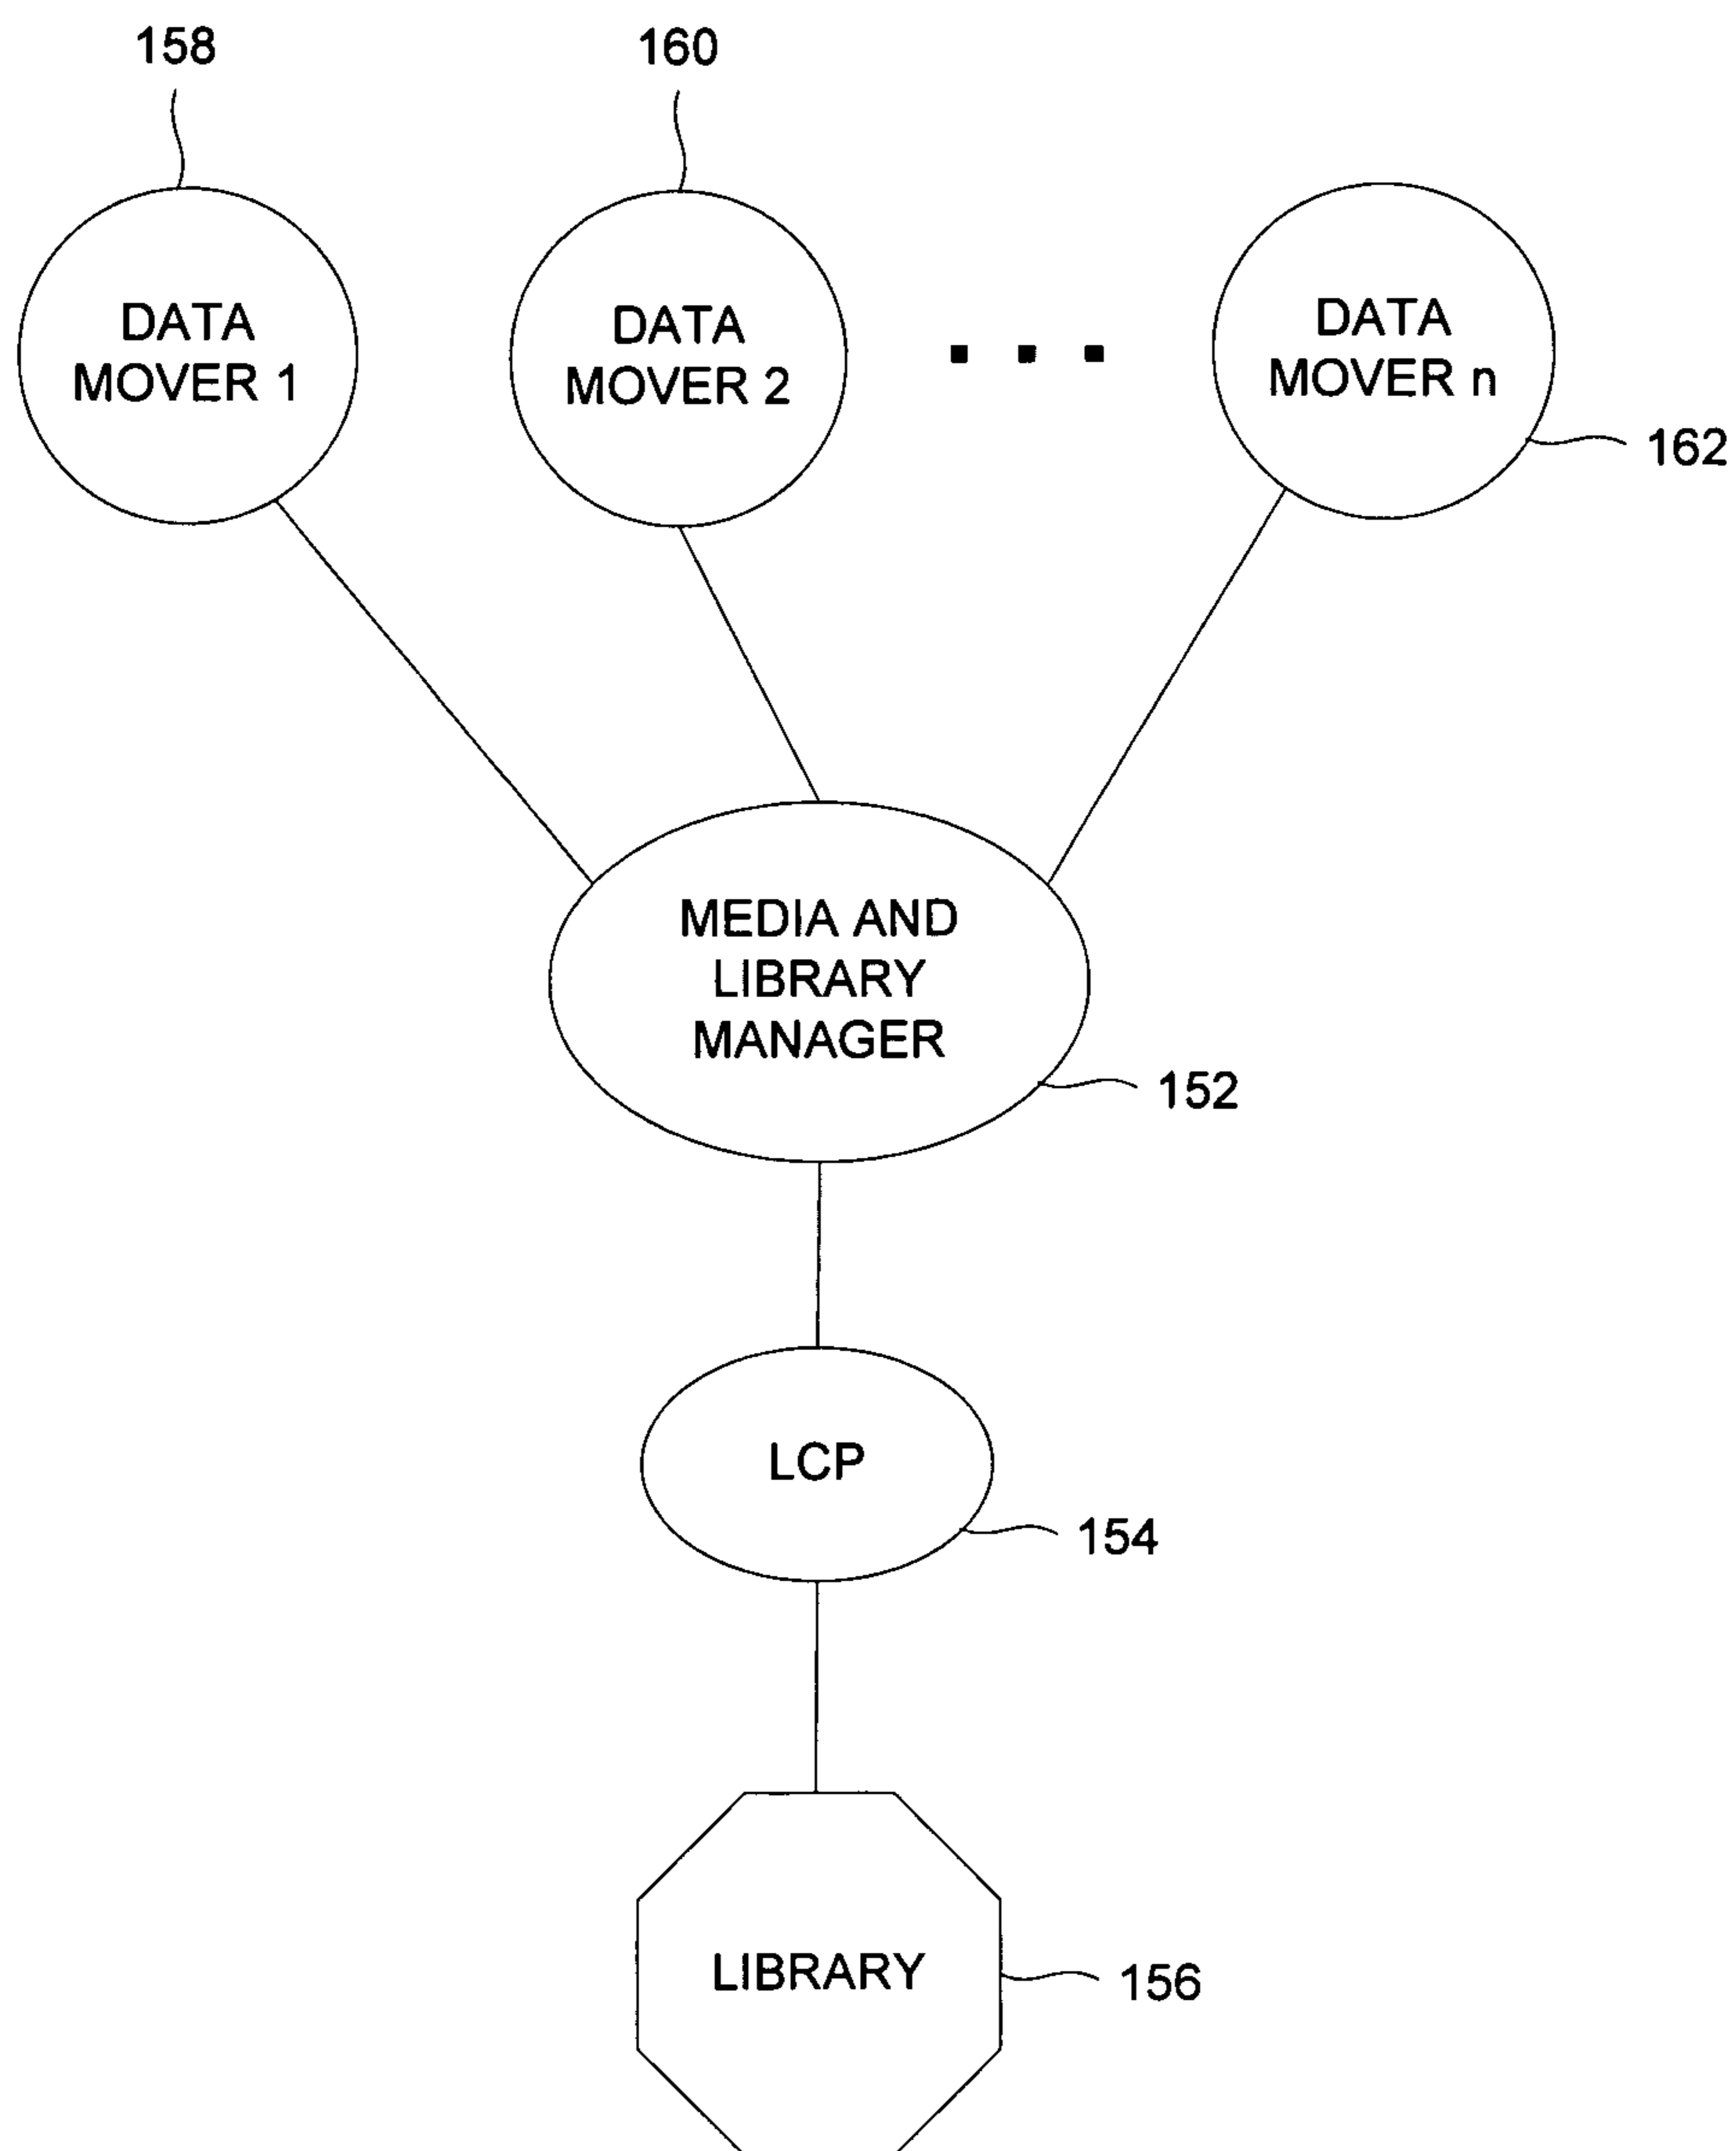 158
160
DATA
MOVER 1
DATA
MOVER 2
DATA
MOVER n
162
MEDIA AND
LIBRARY
MANAGER
152
LCP
154
LIBRARY
156